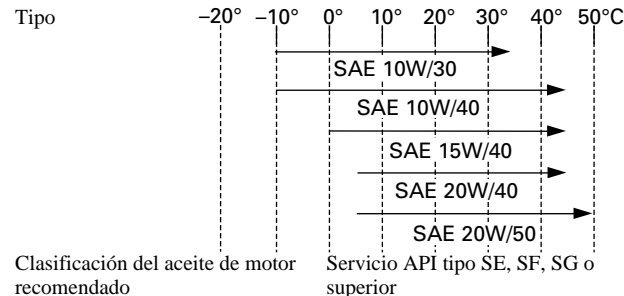 Tipo –20° –10° 0° 10° 20° 30° 40° 50°C
SAE 10W/30
SAE 10W/40
SAE 15W/40
SAE 20W/40
SAE 20W/50
Clasificación del aceite de motor recomendado
Servicio API tipo SE, SF, SG o superior